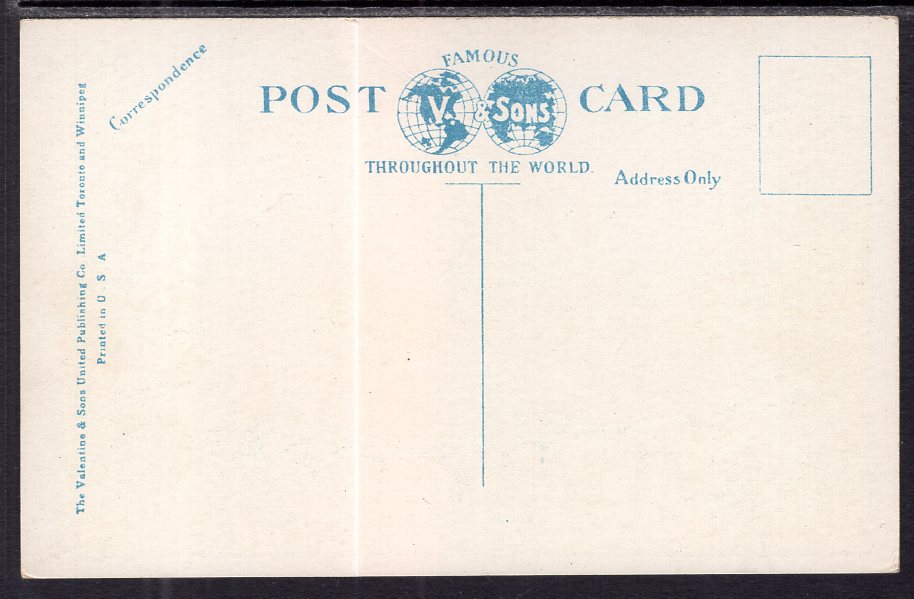 FAMOUS
POST V. & SONS CARD
THROUGHOUT THE WORLD.
Correspondence
Address Only
The Valentine & Sons United Publishing Co Limited Toronto and Winnipeg
Printed in U. S A